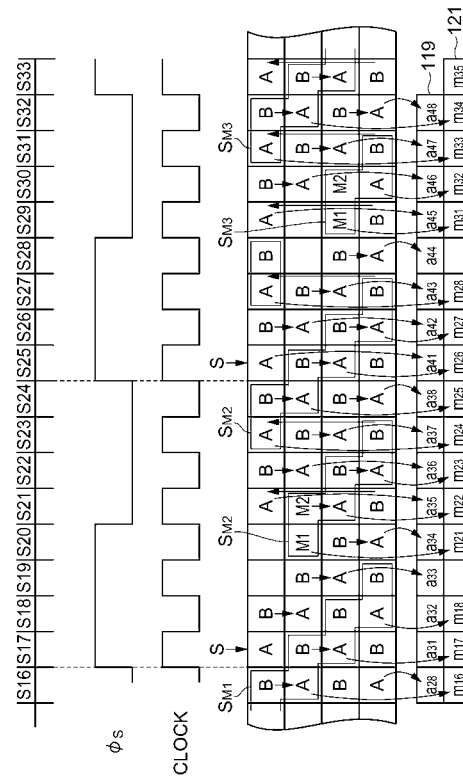 S16 S17 S18 S19 S20 S21 S22 S23 S24 S25 S26 S27 S28 S29 S30 S31 S32 S33
φS
CLOCK
SM1 S SM2 SM2 S SM3 SM3
B A B A B A B A B A B B A B A B A
A B A B M1 M2 A B A B A B A B A B
B A B A B A B A B A B A B M1 M2 B A B A
A B A B A B A B A B A B A B A B A B
a28 a31 a32 a33 a34 a35 a36 a37 a38 a41 a42 a43 a44 a45 a46 a47 a48 119
m16 m17 m18 m21 m22 m23 m24 m25 m26 m28 m31 m32 m33 m34 m35 121